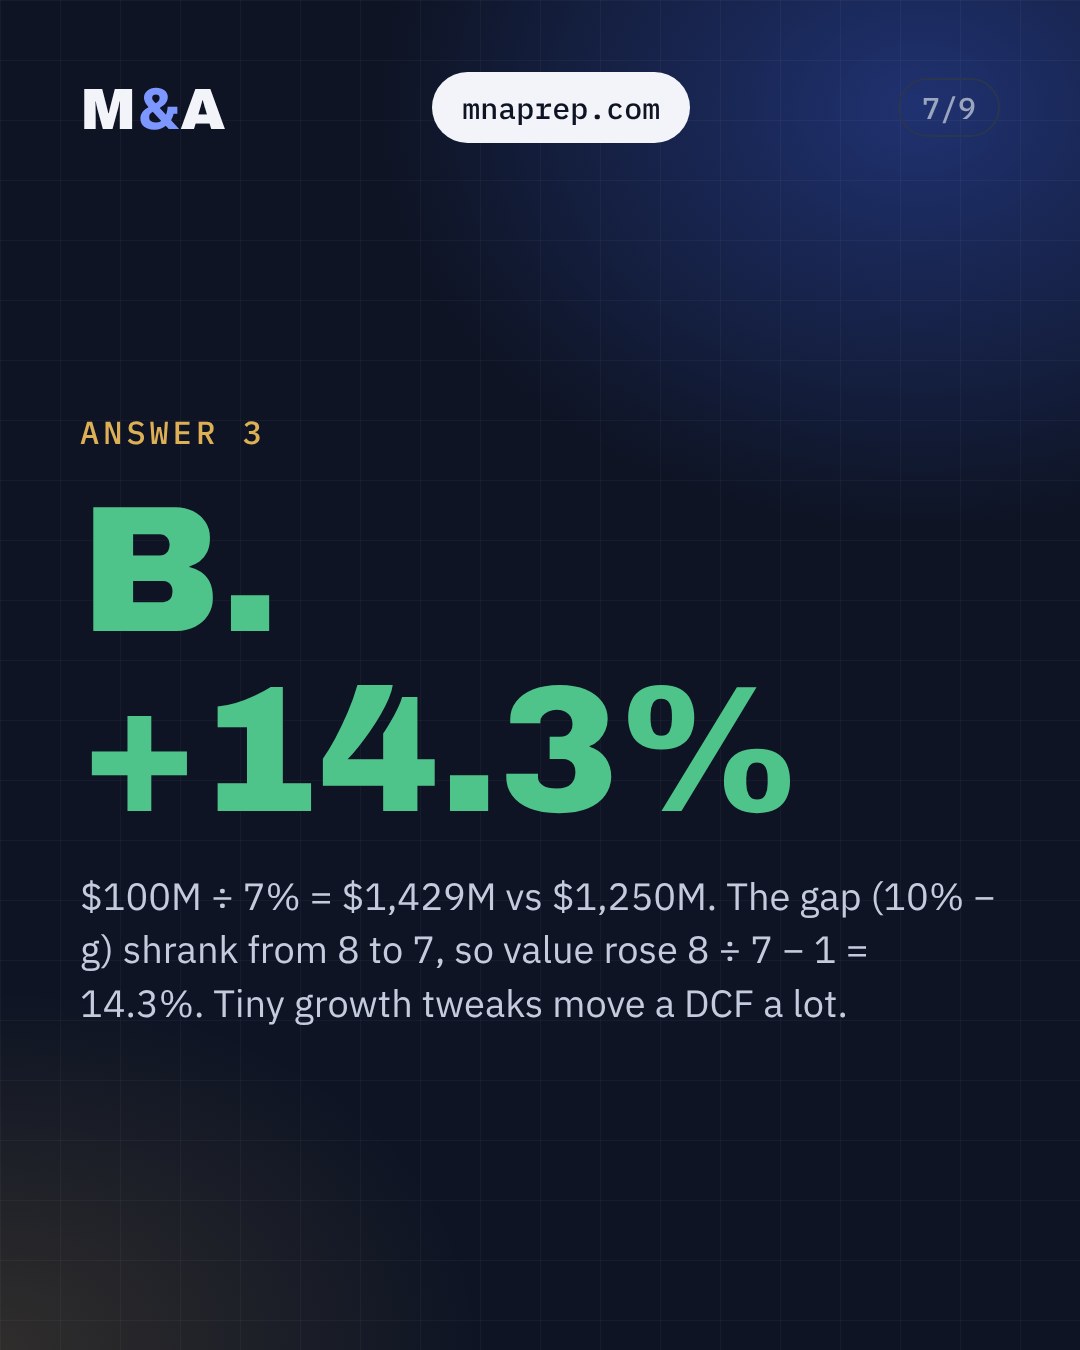 M&A
mnaprep.com
7/9
ANSWER 3
B.
+14.3%
$100M ÷ 7% = $1,429M vs $1,250M. The gap (10% –
g) shrank from 8 to 7, so value rose 8 ÷ 7 – 1 =
14.3%. Tiny growth tweaks move a DCF a lot.